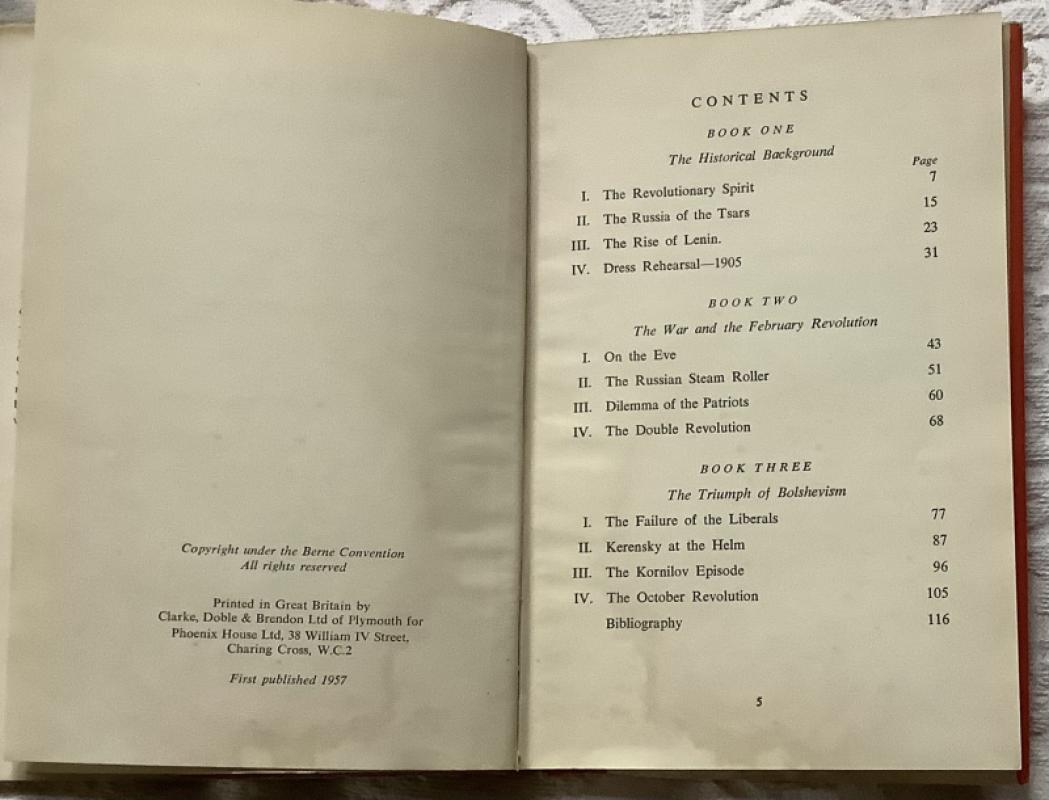 Copyright under the Berne Convention
All rights reserved
Printed in Great Britain by
Clarke, Doble & Brendon Ltd of Plymouth for
Phoenix House Ltd, 38 William IV Street,
Charing Cross, W.C.2
First published 1957
CONTENTS
BOOK ONE
The Historical Background
Page
I. The Revolutionary Spirit 7
II. The Russia of the Tsars 15
III. The Rise of Lenin. 23
IV. Dress Rehearsal—1905 31
BOOK TWO
The War and the February Revolution
I. On the Eve 43
II. The Russian Steam Roller 51
III. Dilemma of the Patriots 60
IV. The Double Revolution 68
BOOK THREE
The Triumph of Bolshevism
I. The Failure of the Liberals 77
II. Kerensky at the Helm 87
III. The Kornilov Episode 96
IV. The October Revolution 105
Bibliography 116
5